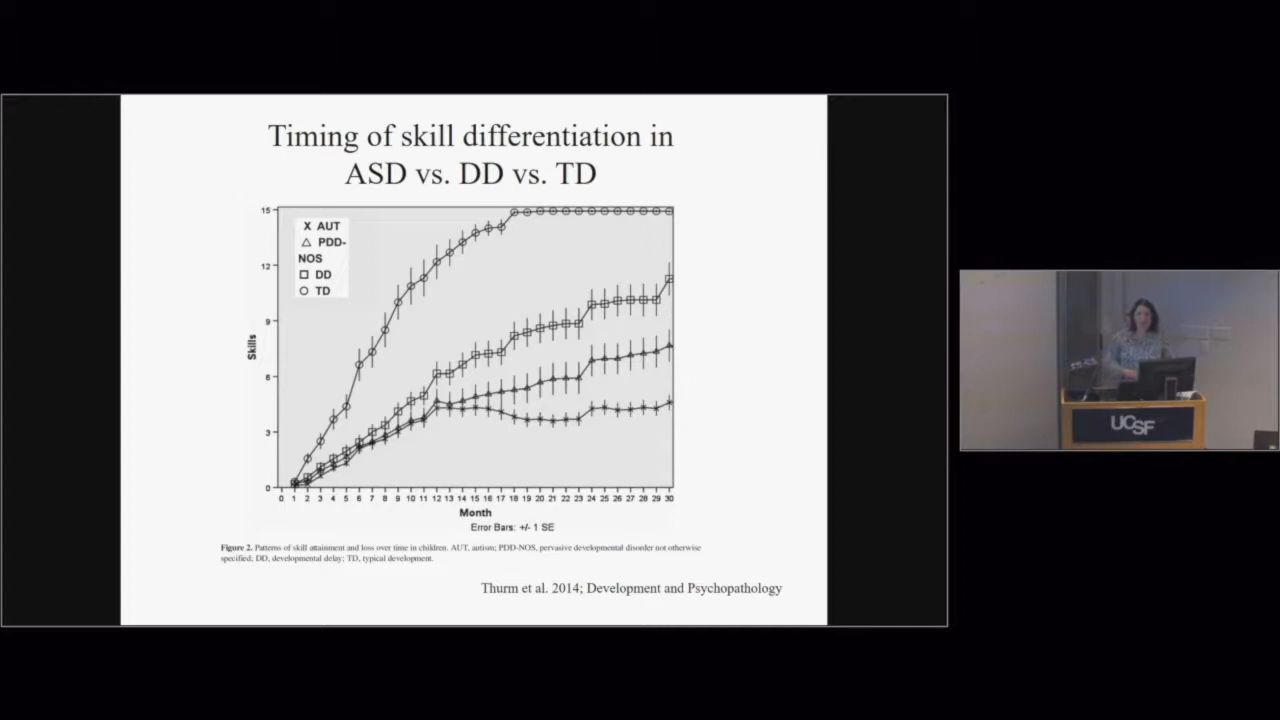 Timing of skill differentiation in
ASD vs. DD vs. TD
15
12
9
6
3
0
Skills
X AUT
△ PDD-
NOS
□ DD
○ TD
0 1 2 3 4 5 6 7 8 9 10 11 12 13 14 15 16 17 18 19 20 21 22 23 24 25 26 27 28 29 30
Month
Error Bars: +/- 1 SE
Figure 2. Patterns of skill attainment and loss over time in children. AUT, autism; PDD-NOS, pervasive developmental disorder not otherwise
specified; DD, developmental delay; TD, typical development.
Thurm et al. 2014; Development and Psychopathology
UCSF